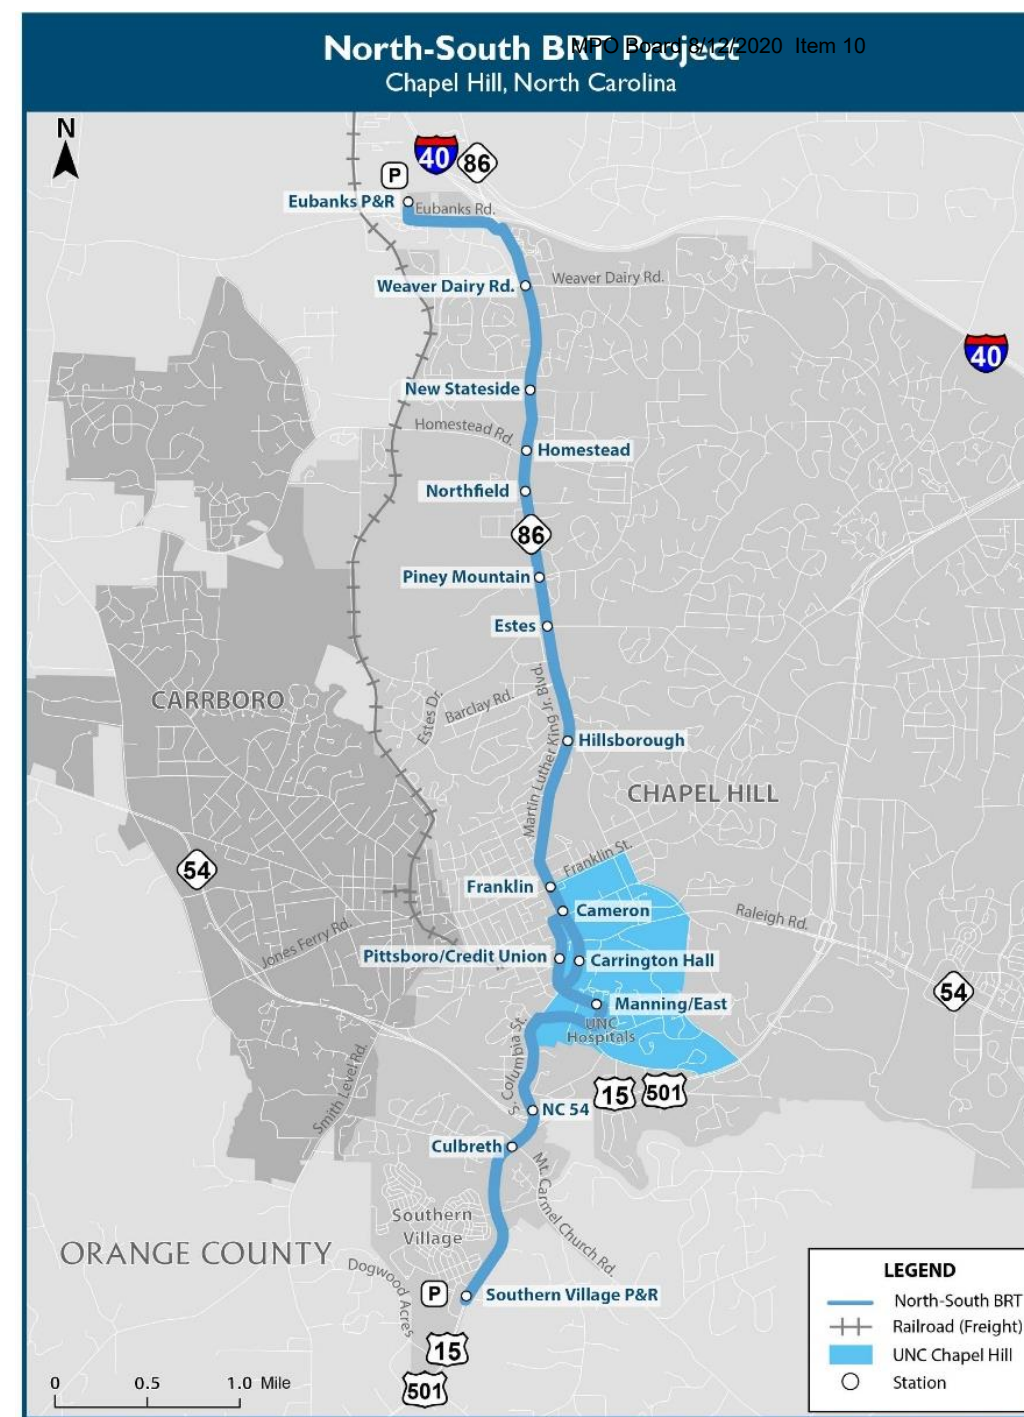 North-South BRT Project
MPO Board 8/12/2020 Item 10
Chapel Hill, North Carolina
N
40
86
P
Eubanks P&R
Eubanks Rd.
Weaver Dairy Rd.
Weaver Dairy Rd.
40
New Stateside
Homestead Rd.
Homestead
Northfield
86
Piney Mountain
Estes
CARRBORO
Estes Dr.
Barclay Rd.
Martin Luther King Jr. Blvd.
Hillsborough
CHAPEL HILL
54
Franklin St.
Franklin
Cameron
Raleigh Rd.
Jones Ferry Rd.
Pittsboro/Credit Union
Carrington Hall
54
Manning/East
UNC
Hospitals
S. Columbia St.
Smith Level Rd.
15
501
NC 54
Culbreth
Mt. Carmel Church Rd.
Southern
Village
ORANGE COUNTY
Dogwood Acres
P
Southern Village P&R
15
501
0 0.5 1.0 Mile
LEGEND
North-South BRT
Railroad (Freight)
UNC Chapel Hill
Station